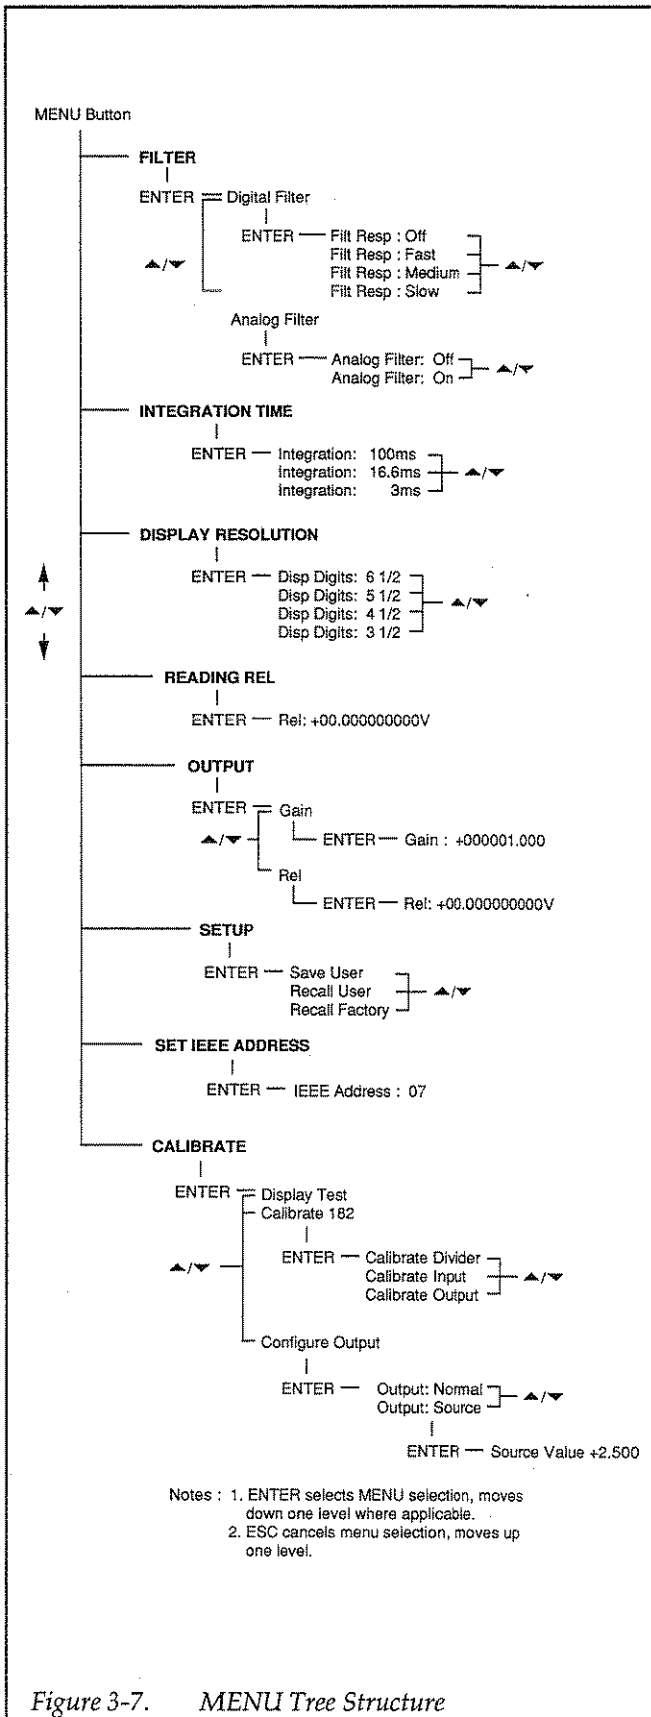 MENU Button
FILTER
ENTER Digital Filter
ENTER Filt Resp : Off
▲/▼ Filt Resp : Fast ▲/▼
Filt Resp : Medium
Filt Resp : Slow
Analog Filter
ENTER Analog Filter: Off ▲/▼
Analog Filter: On
INTEGRATION TIME
ENTER Integration: 100ms
Integration: 16.6ms ▲/▼
Integration: 3ms
DISPLAY RESOLUTION
ENTER Disp Digits: 6 1/2
Disp Digits: 5 1/2 ▲/▼
▲/▼ Disp Digits: 4 1/2
Disp Digits: 3 1/2
READING REL
ENTER Rel: +00.000000000V
OUTPUT
ENTER Gain
▲/▼ ENTER Gain : +000001.000
Rel
ENTER Rel: +00.000000000V
SETUP
ENTER Save User
Recall User ▲/▼
Recall Factory
SET IEEE ADDRESS
ENTER IEEE Address : 07
CALIBRATE
ENTER Display Test
Calibrate 182
ENTER Calibrate Divider
▲/▼ Calibrate Input ▲/▼
Calibrate Output
Configure Output
ENTER Output: Normal ▲/▼
Output: Source
ENTER Source Value +2.500
Notes : 1. ENTER selects MENU selection, moves
down one level where applicable.
2. ESC cancels menu selection, moves up
one level.
Figure 3-7. MENU Tree Structure